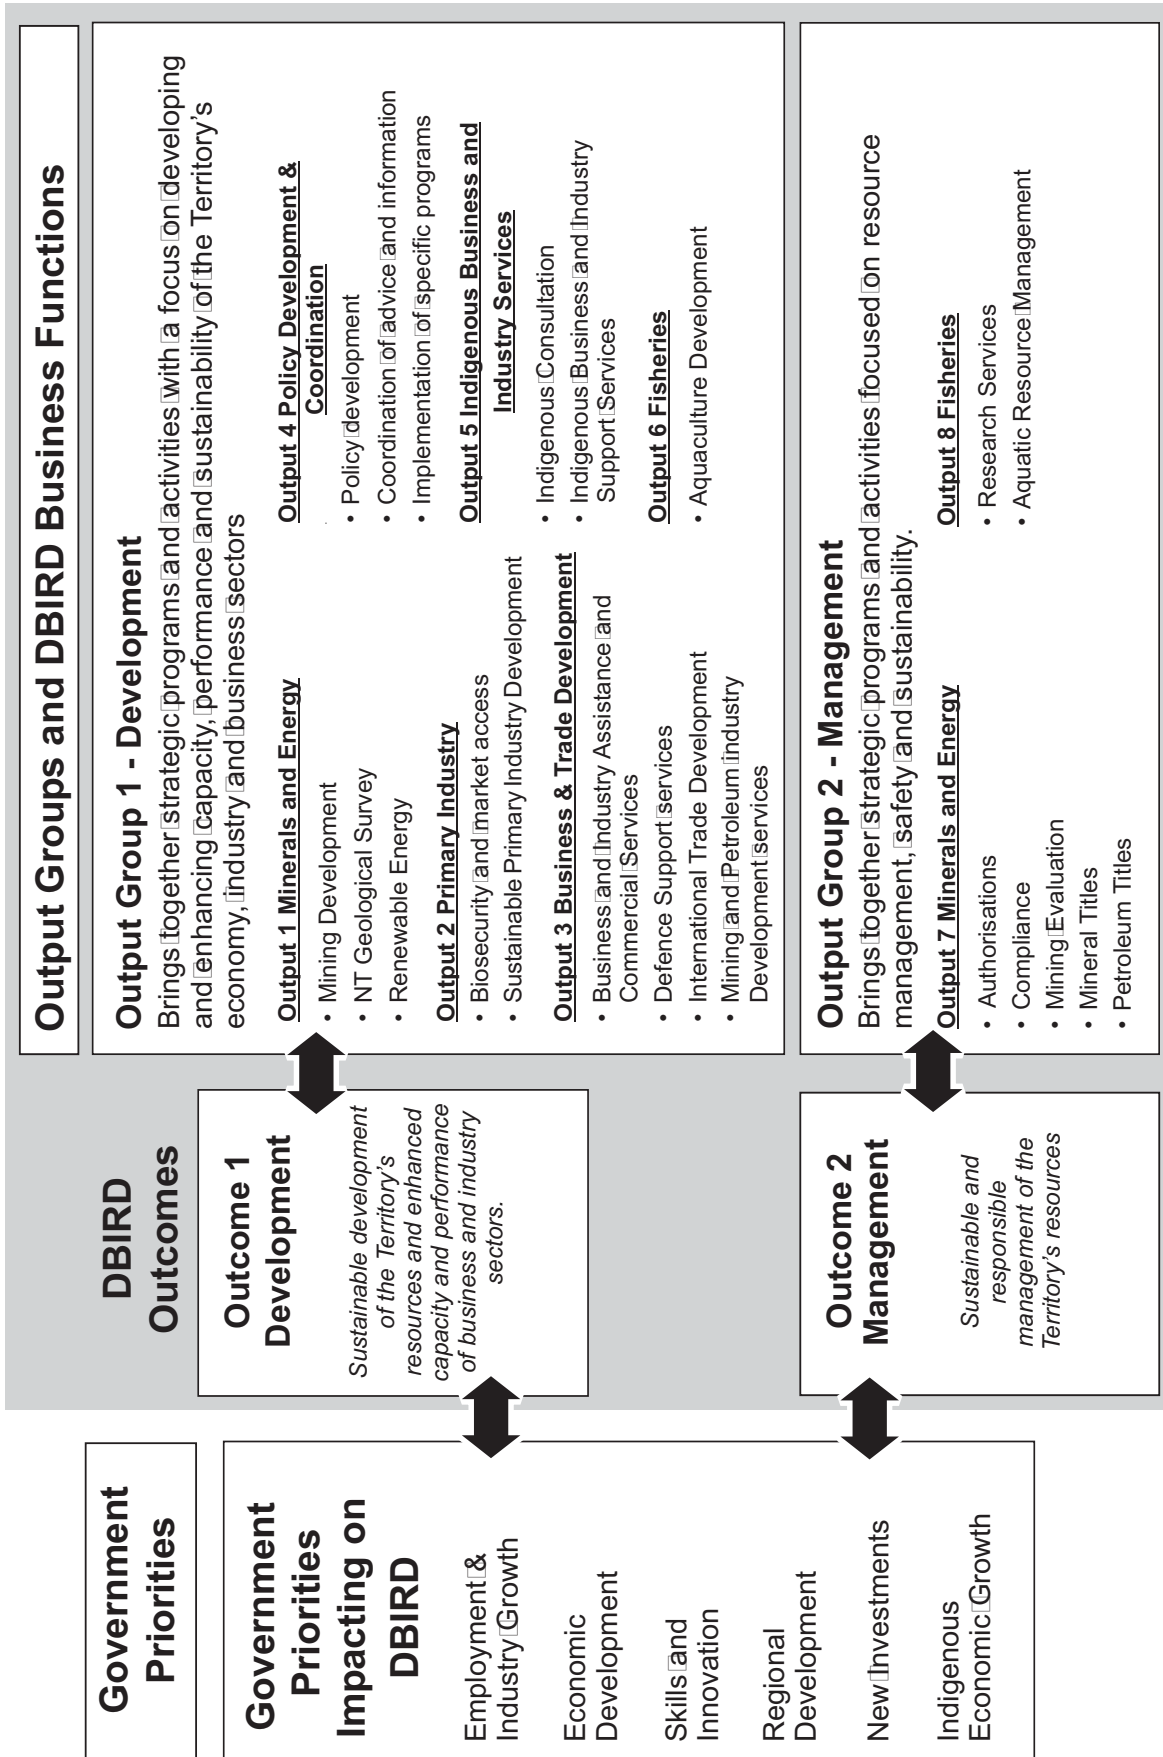 Government
Priorities
Government
Priorities
Impacting on
DBIRD
Employment &
Industry Growth
Economic
Development
Skills and
Innovation
Regional
Development
New Investments
Indigenous
Economic Growth
DBIRD
Outcomes
Outcome 1
Development
Sustainable development
of the Territory's
resources and enhanced
capacity and performance
of business and industry
sectors.
Outcome 2
Management
Sustainable and
responsible
management of the
Territory's resources
Output Groups and DBIRD Business Functions
Output Group 1 - Development
Brings together strategic programs and activities with a focus on developing
and enhancing capacity, performance and sustainability of the Territory's
economy, industry and business sectors
Output 1 Minerals and Energy
• Mining Development
• NT Geological Survey
• Renewable Energy
Output 2 Primary Industry
• Biosecurity and market access
• Sustainable Primary Industry Development
Output 3 Business & Trade Development
• Business and Industry Assistance and
Commercial Services
• Defence Support services
• International Trade Development
• Mining and Petroleum industry
Development services
Output 4 Policy Development &
Coordination
• Policy development
• Coordination of advice and information
• Implementation of specific programs
Output 5 Indigenous Business and
Industry Services
• Indigenous Consultation
• Indigenous Business and Industry
Support Services
Output 6 Fisheries
• Aquaculture Development
Output Group 2 - Management
Brings together strategic programs and activities focused on resource
management, safety and sustainability.
Output 7 Minerals and Energy
• Authorisations
• Compliance
• Mining Evaluation
• Mineral Titles
• Petroleum Titles
Output 8 Fisheries
• Research Services
• Aquatic Resource Management